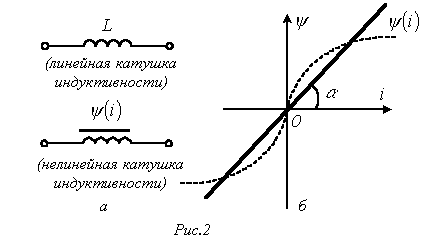 L
(линейная катушка
индуктивности)
ψ(i)
(нелинейная катушка
индуктивности)
а
ψ
ψ(i)
a
i
O
б
Рис.2